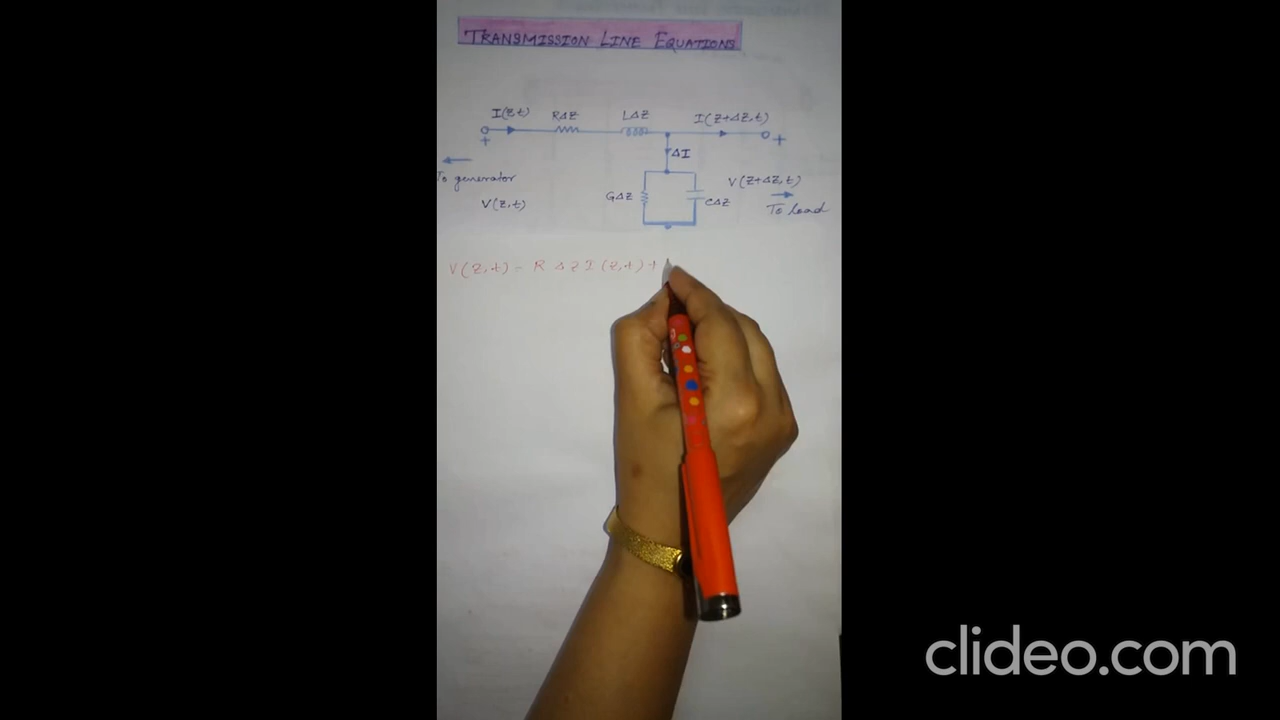 TRANSMISSION LINE EQUATIONS
I(Z,t) RΔZ LΔZ I(Z+ΔZ,t)
+ +
ΔI
To generator V(Z+ΔZ,t)
V(Z,t) GΔZ CΔZ To load
V(Z,t) = R ΔZ I(Z,t) +
clideo.com